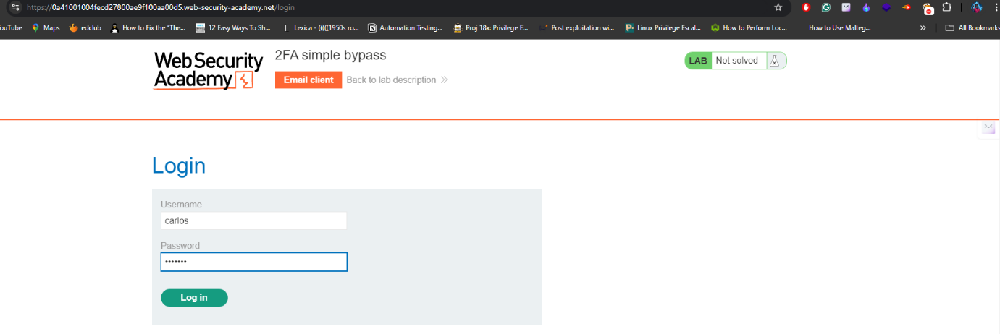 https://0a41001004fecd27800ae9f100aa00d5.web-security-academy.net/login
ouTube Maps edclub How to Fix the "The... 12 Easy Ways To Sh... Lexica - (((((1950s ro... Automation Testing... Proj 18x Privilege E... Post exploitation wi... Linux Privilege Escal... How to Perform Loc... How to Use Malteg... » All Bookmarks
WebSecurity
Academy
2FA simple bypass
Email client Back to lab description
LAB Not solved
Login
Username
carlos
Password
•••••••
Log in